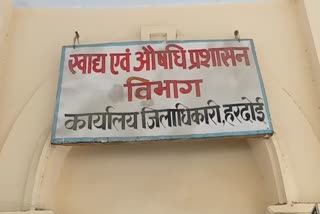 खाद्य एवं औषधि प्रशासन
विभाग
कार्यालय जिलाधिकारी, हरदोई